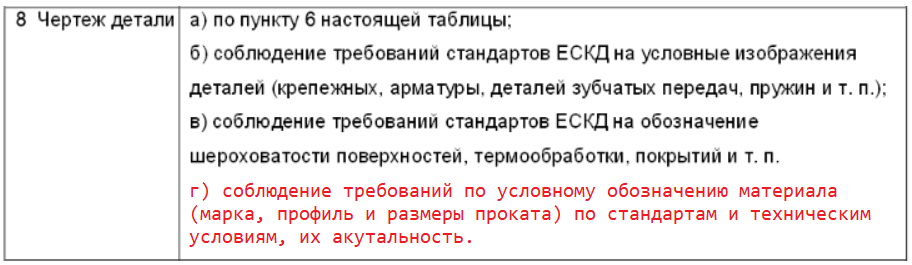 8 Чертеж детали а) по пункту 6 настоящей таблицы;
б) соблюдение требований стандартов ЕСКД на условные изображения
деталей (крепежных, арматуры, деталей зубчатых передач, пружин и т. п.);
в) соблюдение требований стандартов ЕСКД на обозначение
шероховатости поверхностей, термообработки, покрытий и т. п.
г) соблюдение требований по условному обозначению материала
(марка, профиль и размеры проката) по стандартам и техническим
условиям, их акутальность.